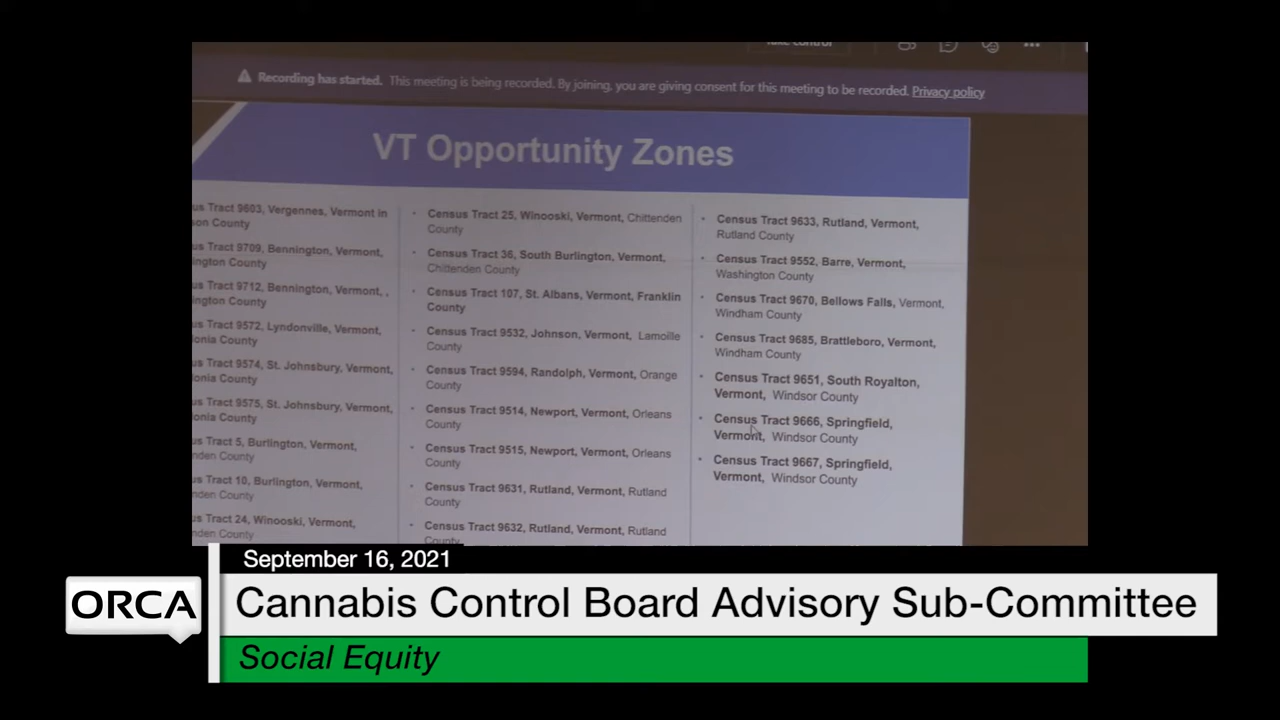 Take control
Recording has started. This meeting is being recorded. By joining, you are giving consent for this meeting to be recorded. Privacy policy
VT Opportunity Zones
us Tract 9603, Vergennes, Vermont in
son County
us Tract 9709, Bennington, Vermont,
ington County
us Tract 9712, Bennington, Vermont, ,
ington County
us Tract 9572, Lyndonville, Vermont,
onia County
us Tract 9574, St. Johnsbury, Vermont,
onia County
us Tract 9575, St. Johnsbury, Vermont,
onia County
us Tract 5, Burlington, Vermont,
nden County
us Tract 10, Burlington, Vermont,
nden County
us Tract 24, Winooski, Vermont,
nden County
• Census Tract 25, Winooski, Vermont, Chittenden
County
• Census Tract 36, South Burlington, Vermont,
Chittenden County
• Census Tract 107, St. Albans, Vermont, Franklin
County
• Census Tract 9532, Johnson, Vermont, Lamoille
County
• Census Tract 9594, Randolph, Vermont, Orange
County
• Census Tract 9514, Newport, Vermont, Orleans
County
• Census Tract 9515, Newport, Vermont, Orleans
County
• Census Tract 9631, Rutland, Vermont, Rutland
County
• Census Tract 9632, Rutland, Vermont, Rutland
County
• Census Tract 9633, Rutland, Vermont,
Rutland County
• Census Tract 9552, Barre, Vermont,
Washington County
• Census Tract 9670, Bellows Falls, Vermont,
Windham County
• Census Tract 9685, Brattleboro, Vermont,
Windham County
• Census Tract 9651, South Royalton,
Vermont, Windsor County
• Census Tract 9666, Springfield,
Vermont, Windsor County
• Census Tract 9667, Springfield,
Vermont, Windsor County
September 16, 2021
ORCA
Cannabis Control Board Advisory Sub-Committee
Social Equity